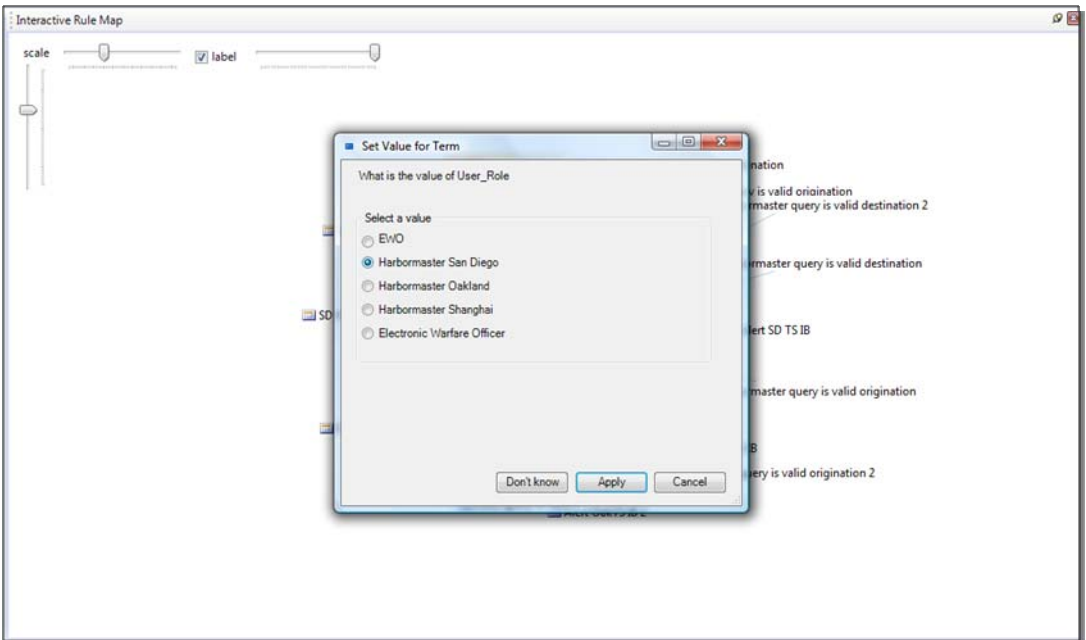 Interactive Rule Map
scale
label
Set Value for Term
What is the value of User_Role
nation
y is valid origination
rmaster query is valid destination 2
Select a value
EWO
Harbormaster San Diego
rmaster query is valid destination
Harbormaster Oakland
Harbormaster Shanghai
SD
Electronic Warfare Officer
lert SD TS IB
master query is valid origination
B
uery is valid origination 2
Don't know
Apply
Cancel